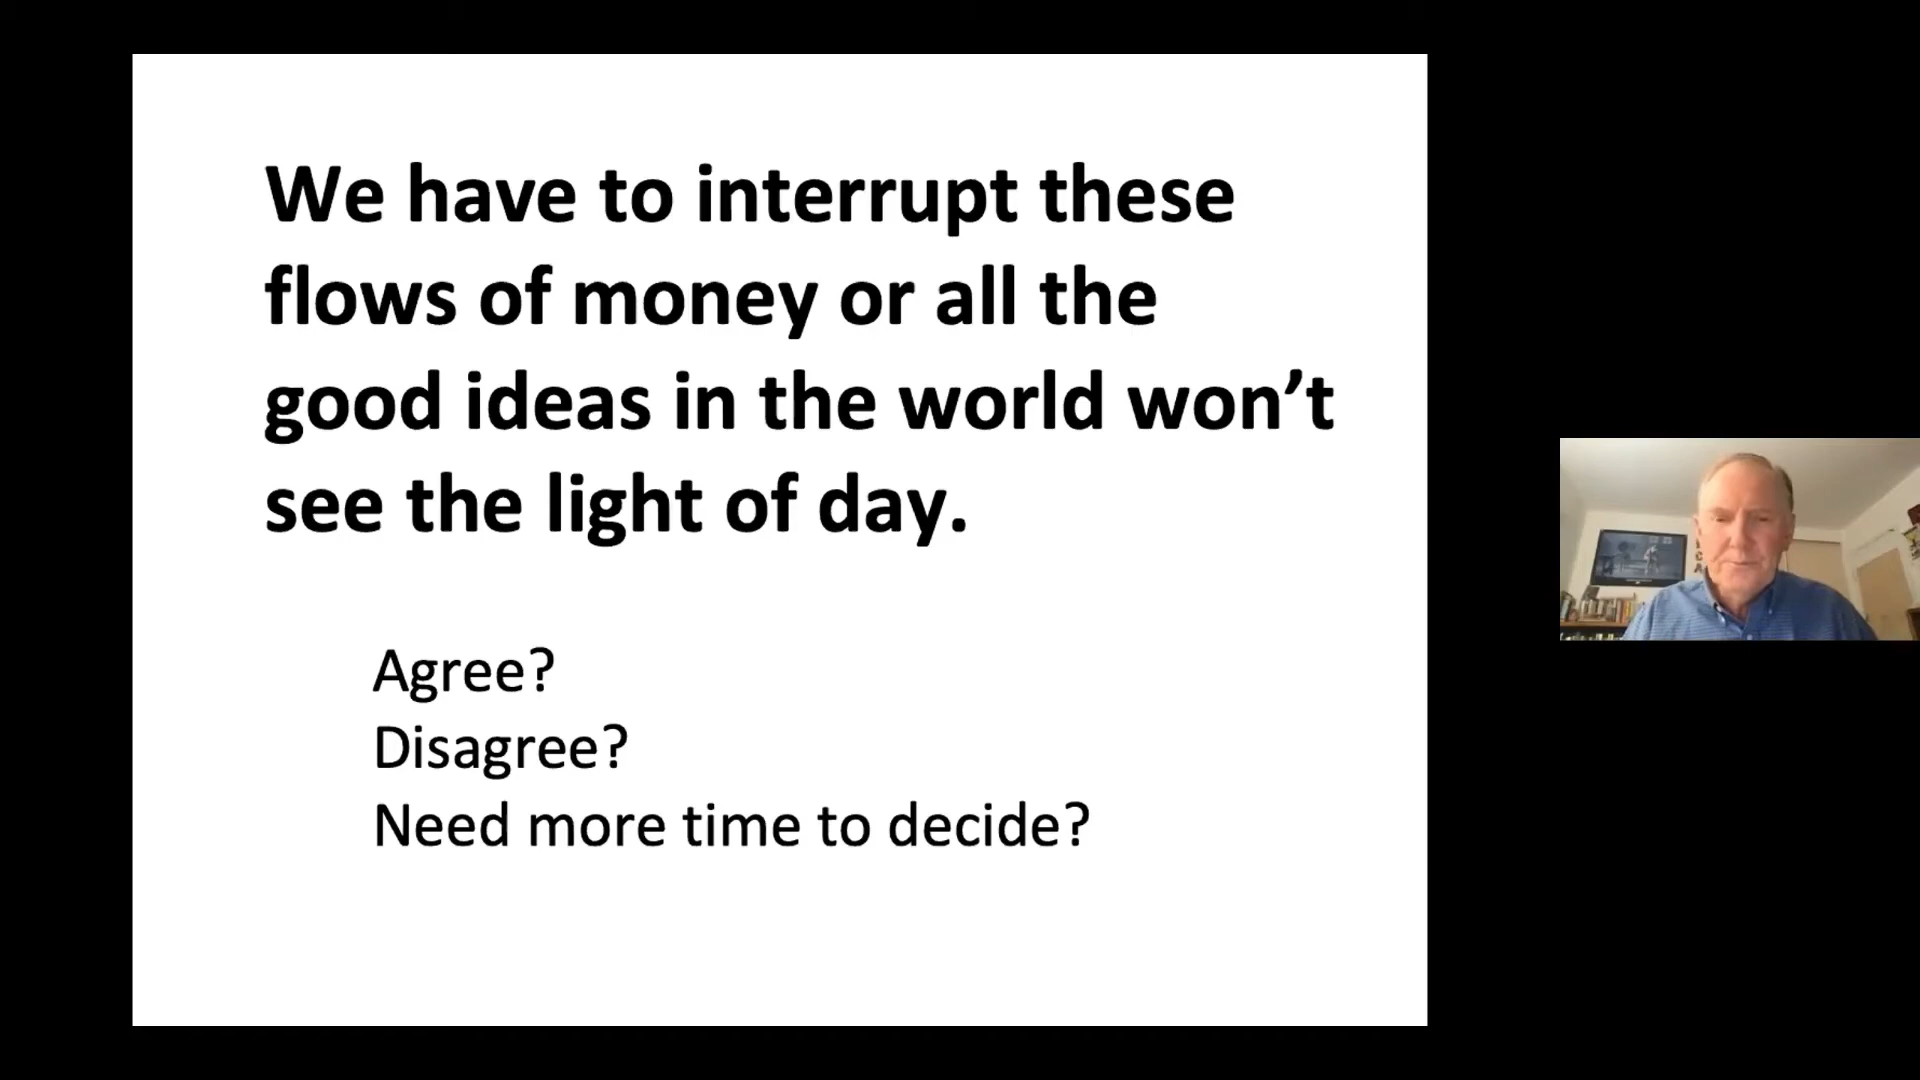 We have to interrupt these
flows of money or all the
good ideas in the world won’t
see the light of day.
Agree?
Disagree?
Need more time to decide?